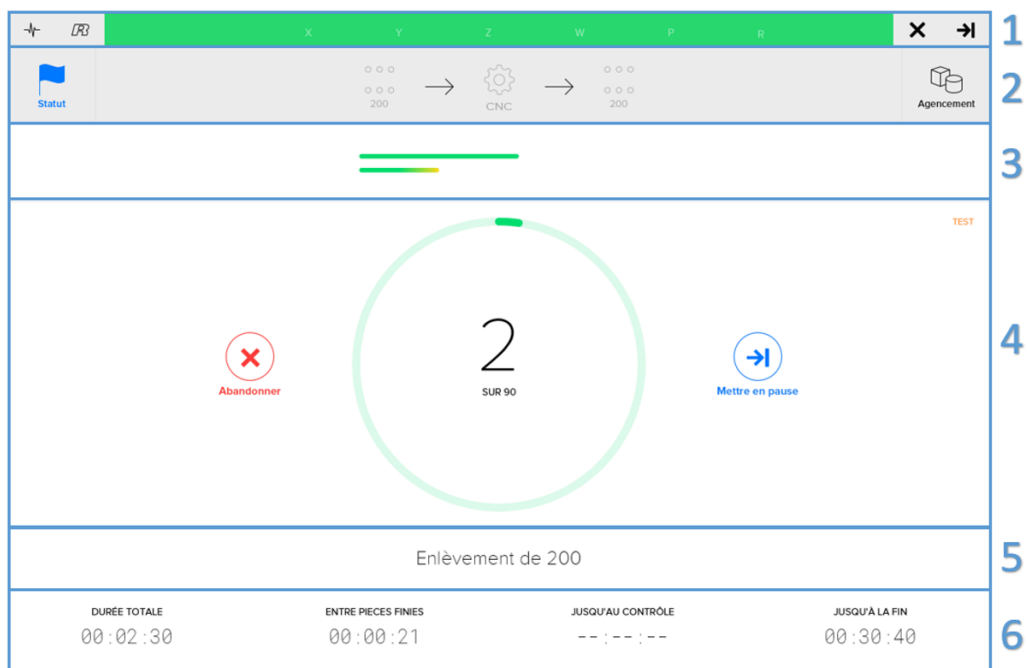 X Y Z W P R
1
Statut
200
CNC
200
Agencement
2
3
TEST
2
SUR 90
Abandonner
Mettre en pause
4
Enlèvement de 200
5
DURÉE TOTALE
ENTRE PIECES FINIES
JUSQU'AU CONTRÔLE
JUSQU'À LA FIN
00:02:30
00:00:21
--:--:--
00:30:40
6